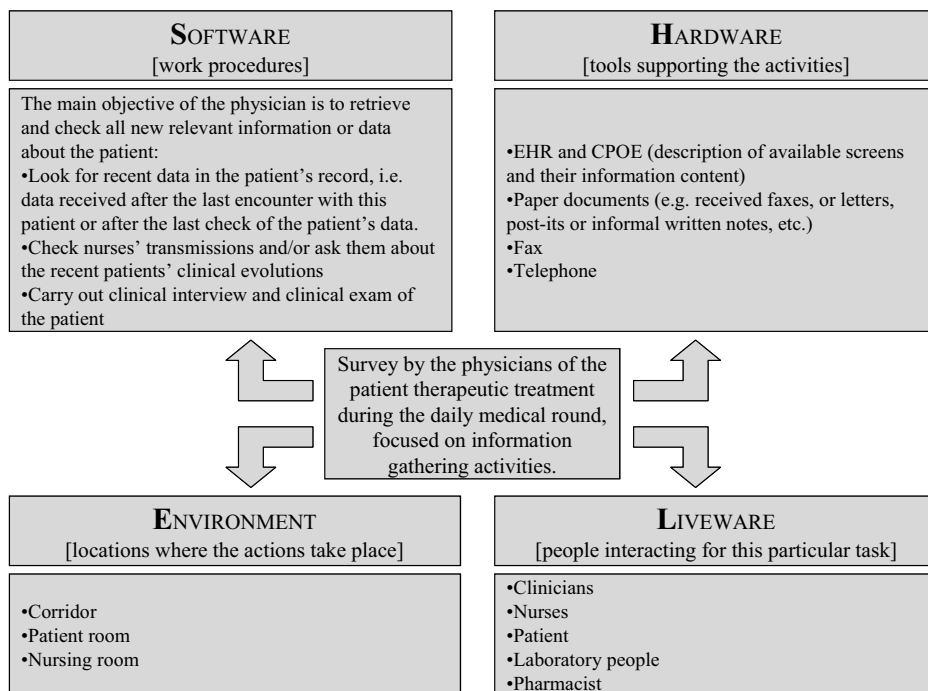 SOFTWARE
[work procedures]
The main objective of the physician is to retrieve
and check all new relevant information or data
about the patient:
•Look for recent data in the patient's record, i.e.
data received after the last encounter with this
patient or after the last check of the patient's data.
•Check nurses' transmissions and/or ask them about
the recent patients' clinical evolutions
•Carry out clinical interview and clinical exam of
the patient
HARDWARE
[tools supporting the activities]
•EHR and CPOE (description of available screens
and their information content)
•Paper documents (e.g. received faxes, or letters,
post-its or informal written notes, etc.)
•Fax
•Telephone
Survey by the physicians of the
patient therapeutic treatment
during the daily medical round,
focused on information
gathering activities.
ENVIRONMENT
[locations where the actions take place]
•Corridor
•Patient room
•Nursing room
LIVEWARE
[people interacting for this particular task]
•Clinicians
•Nurses
•Patient
•Laboratory people
•Pharmacist